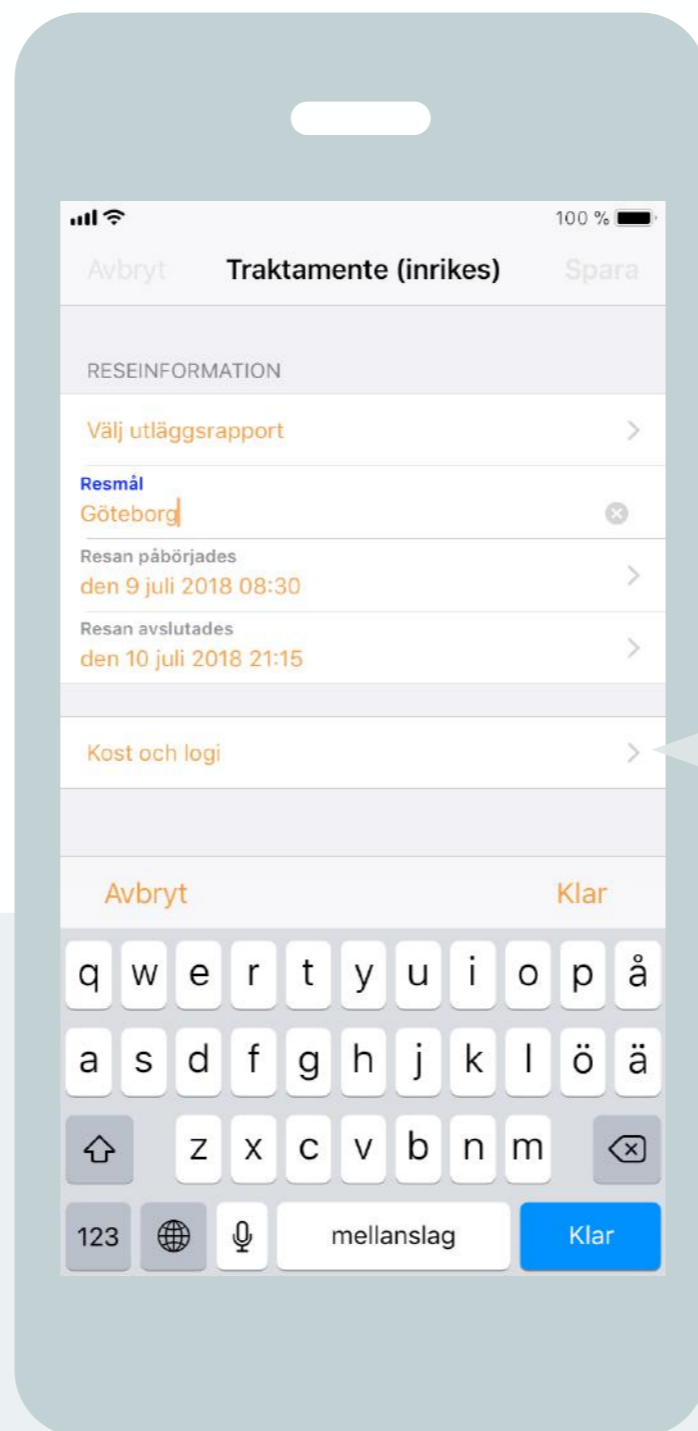 100 %
Avbryt Traktamente (inrikes) Spara
RESEINFORMATION
Välj utläggsrapport
Resmål
Göteborg
Resan påbörjades
den 9 juli 2018 08:30
Resan avslutades
den 10 juli 2018 21:15
Kost och logi
Avbryt Klar
q w e r t y u i o p å
a s d f g h j k l ö ä
z x c v b n m
123 mellanslag Klar